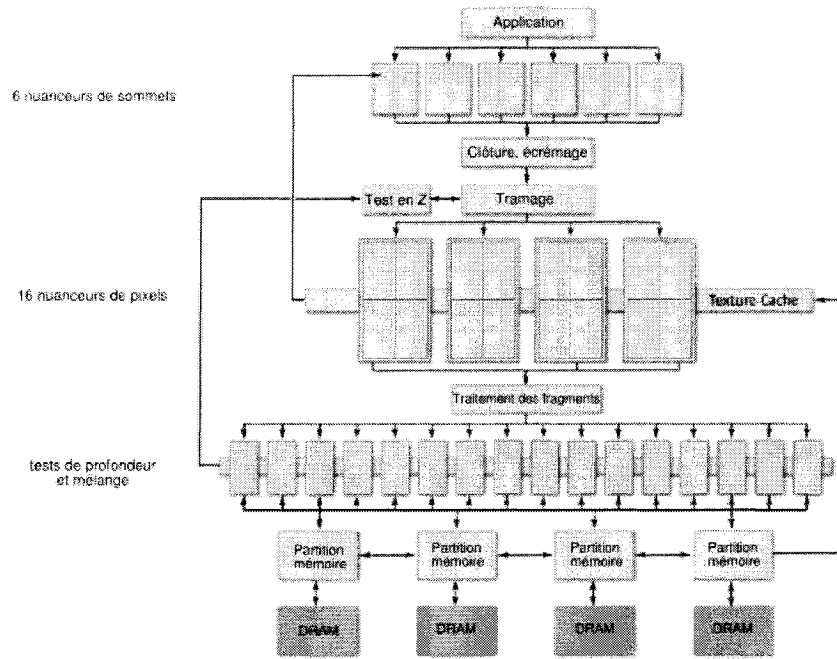 Application
6 nuanceurs de sommets
Clôture, écrémage
Test en Z
Tramage
16 nuanceurs de pixels
Texture Cache
Traitement des fragments
tests de profondeur
et mélange
Partition
mémoire
Partition
mémoire
Partition
mémoire
Partition
mémoire
DRAM
DRAM
DRAM
DRAM